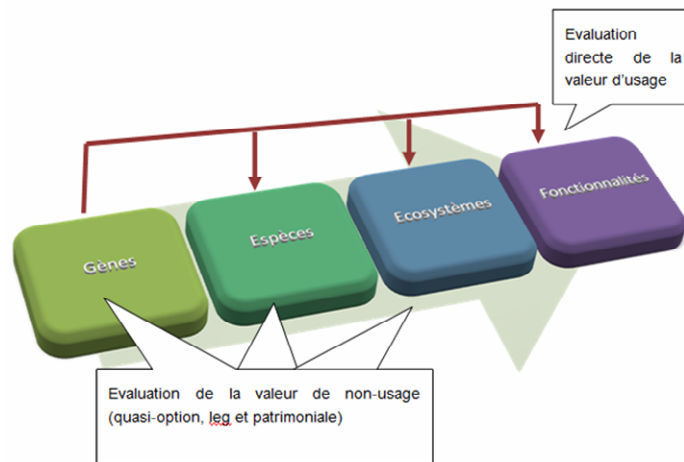 Evaluation
directe de la
valeur d'usage
Gènes
Espèces
Ecosystèmes
Fonctionnalités
Evaluation de la valeur de non-usage
(quasi-option, leg et patrimoniale)